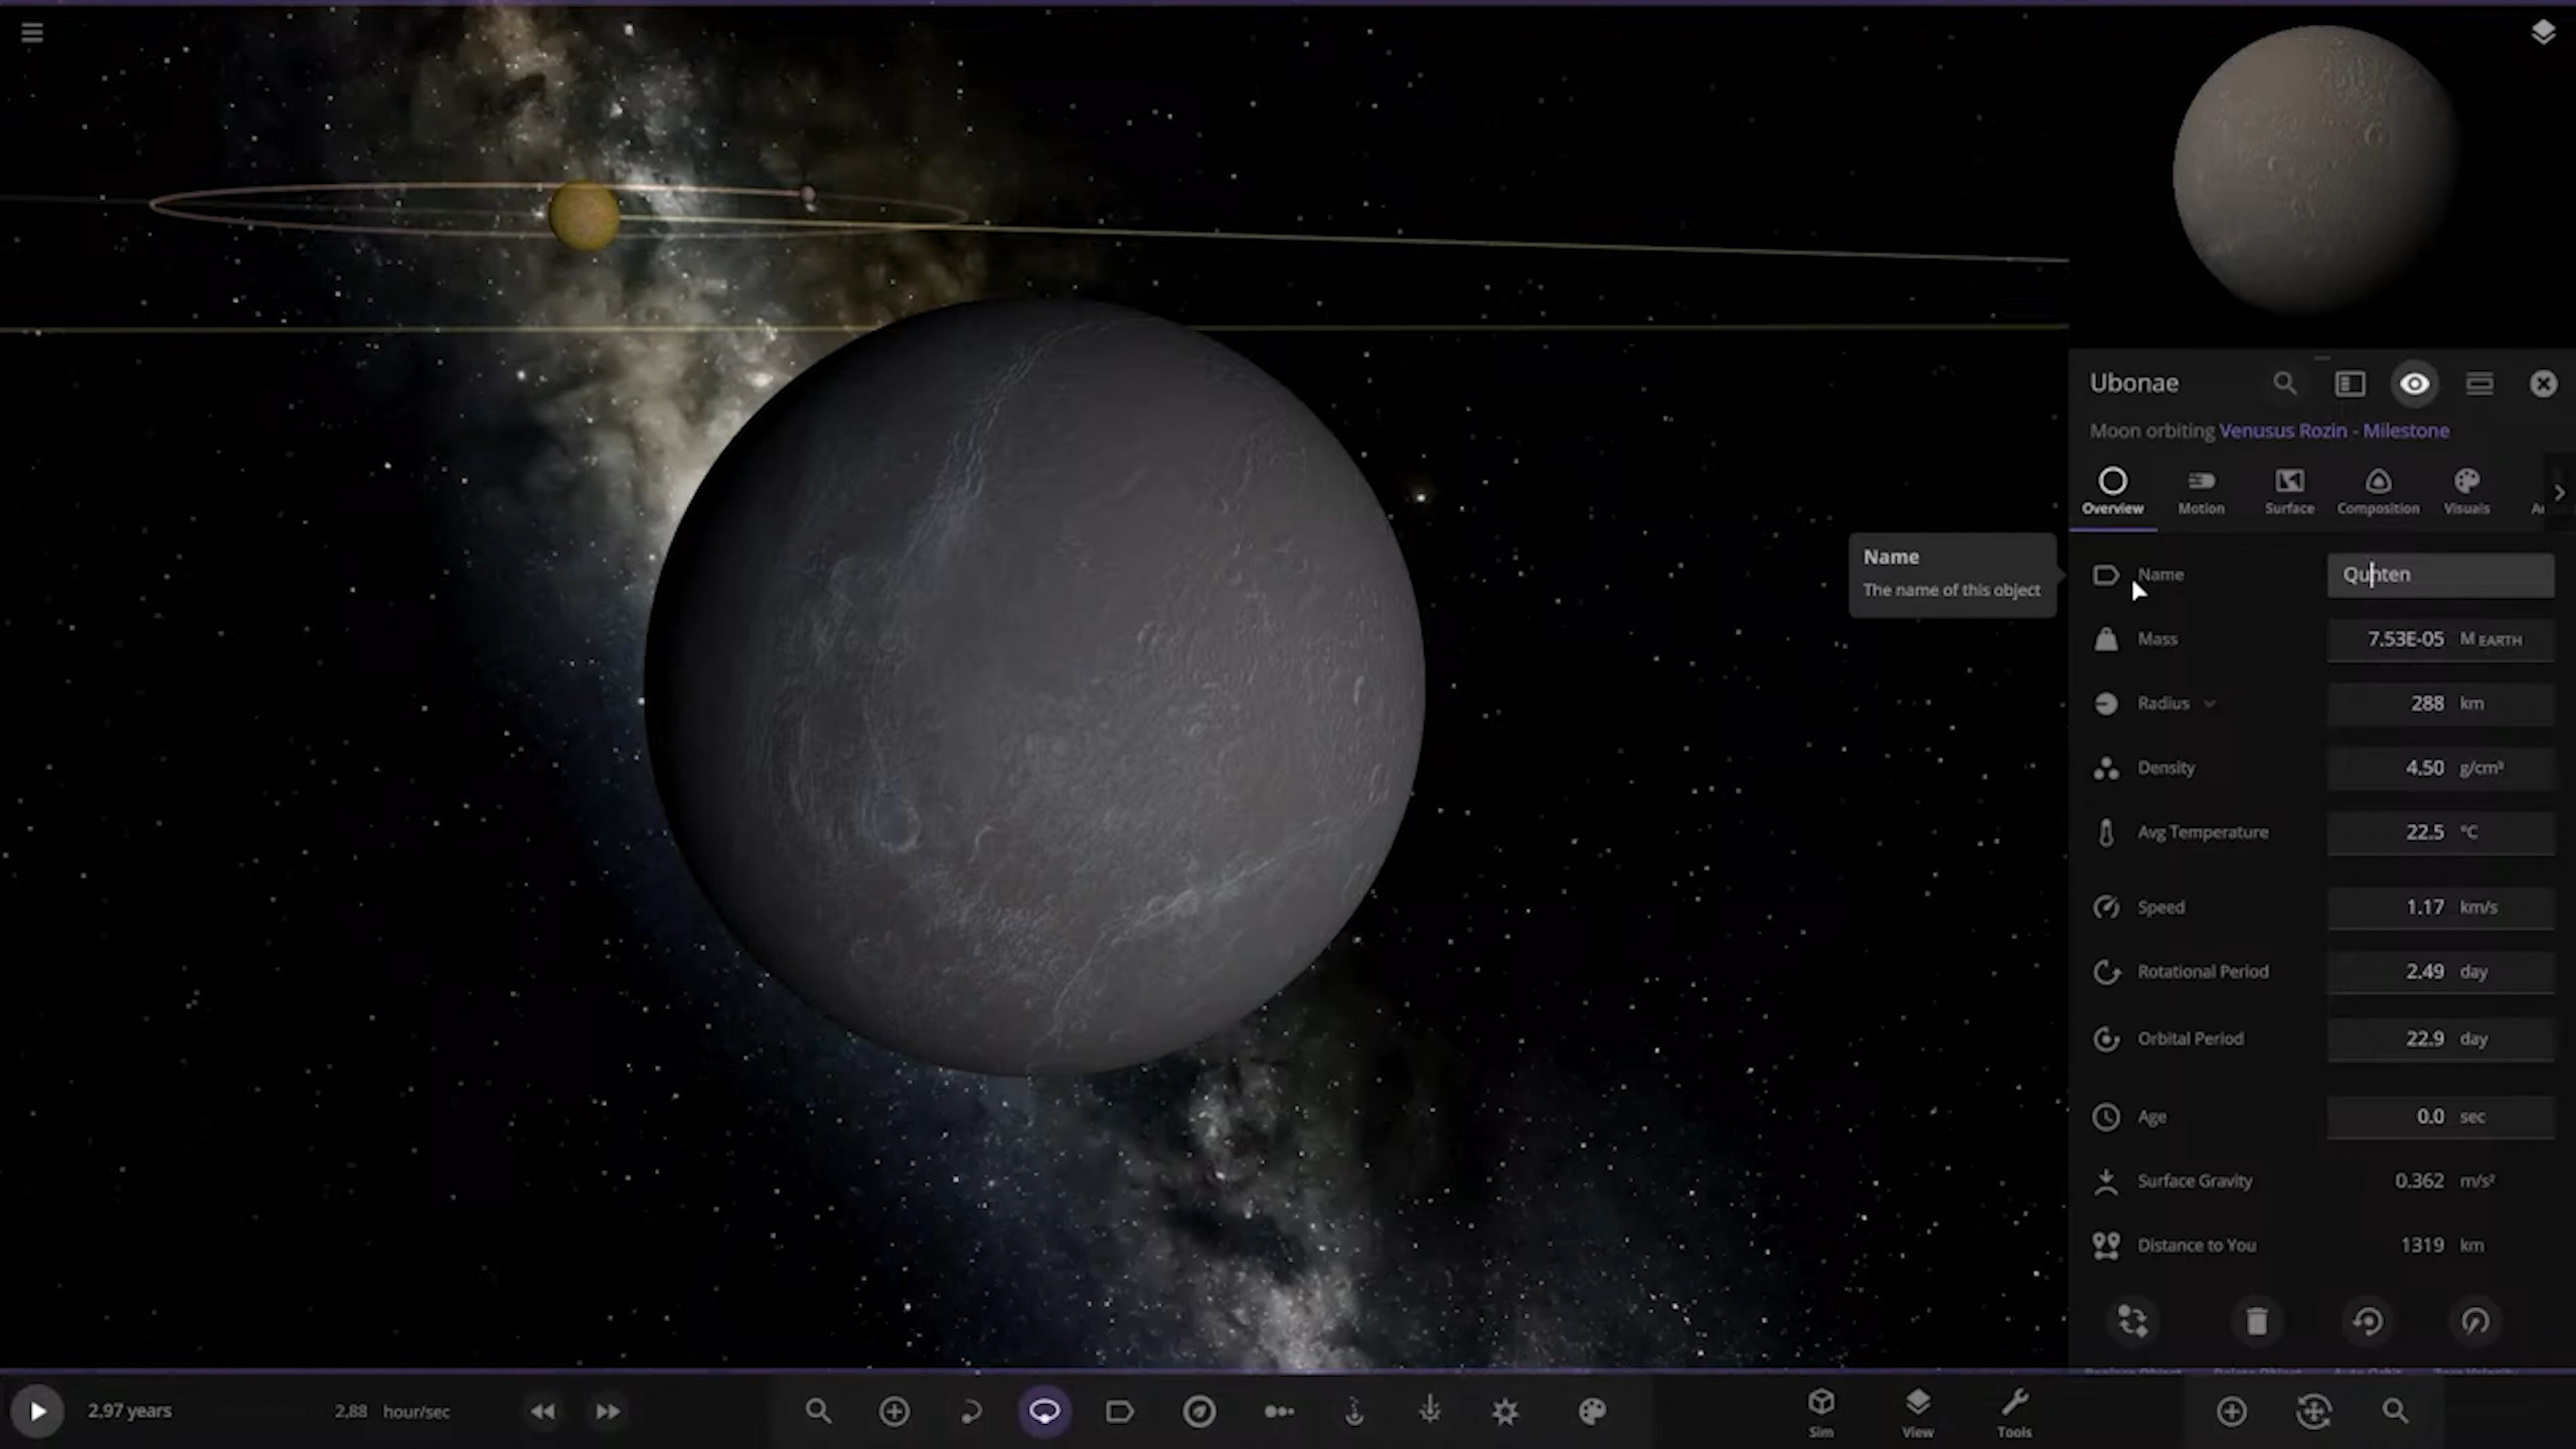 Ubonae
Moon orbiting Venusus Rozin - Milestone
Overview Motion Surface Composition Visuals
Name
The name of this object
Name Qunten
Mass 7.53E-05 M EARTH
Radius 288 km
Density 4.50 g/cm³
Avg Temperature 22.5 °C
Speed 1.17 km/s
Rotational Period 2.49 day
Orbital Period 22.9 day
Age 0.0 sec
Surface Gravity 0.362 m/s²
Distance to You 1319 km
2,97 years 2,88 hour/sec
Sim View Tools